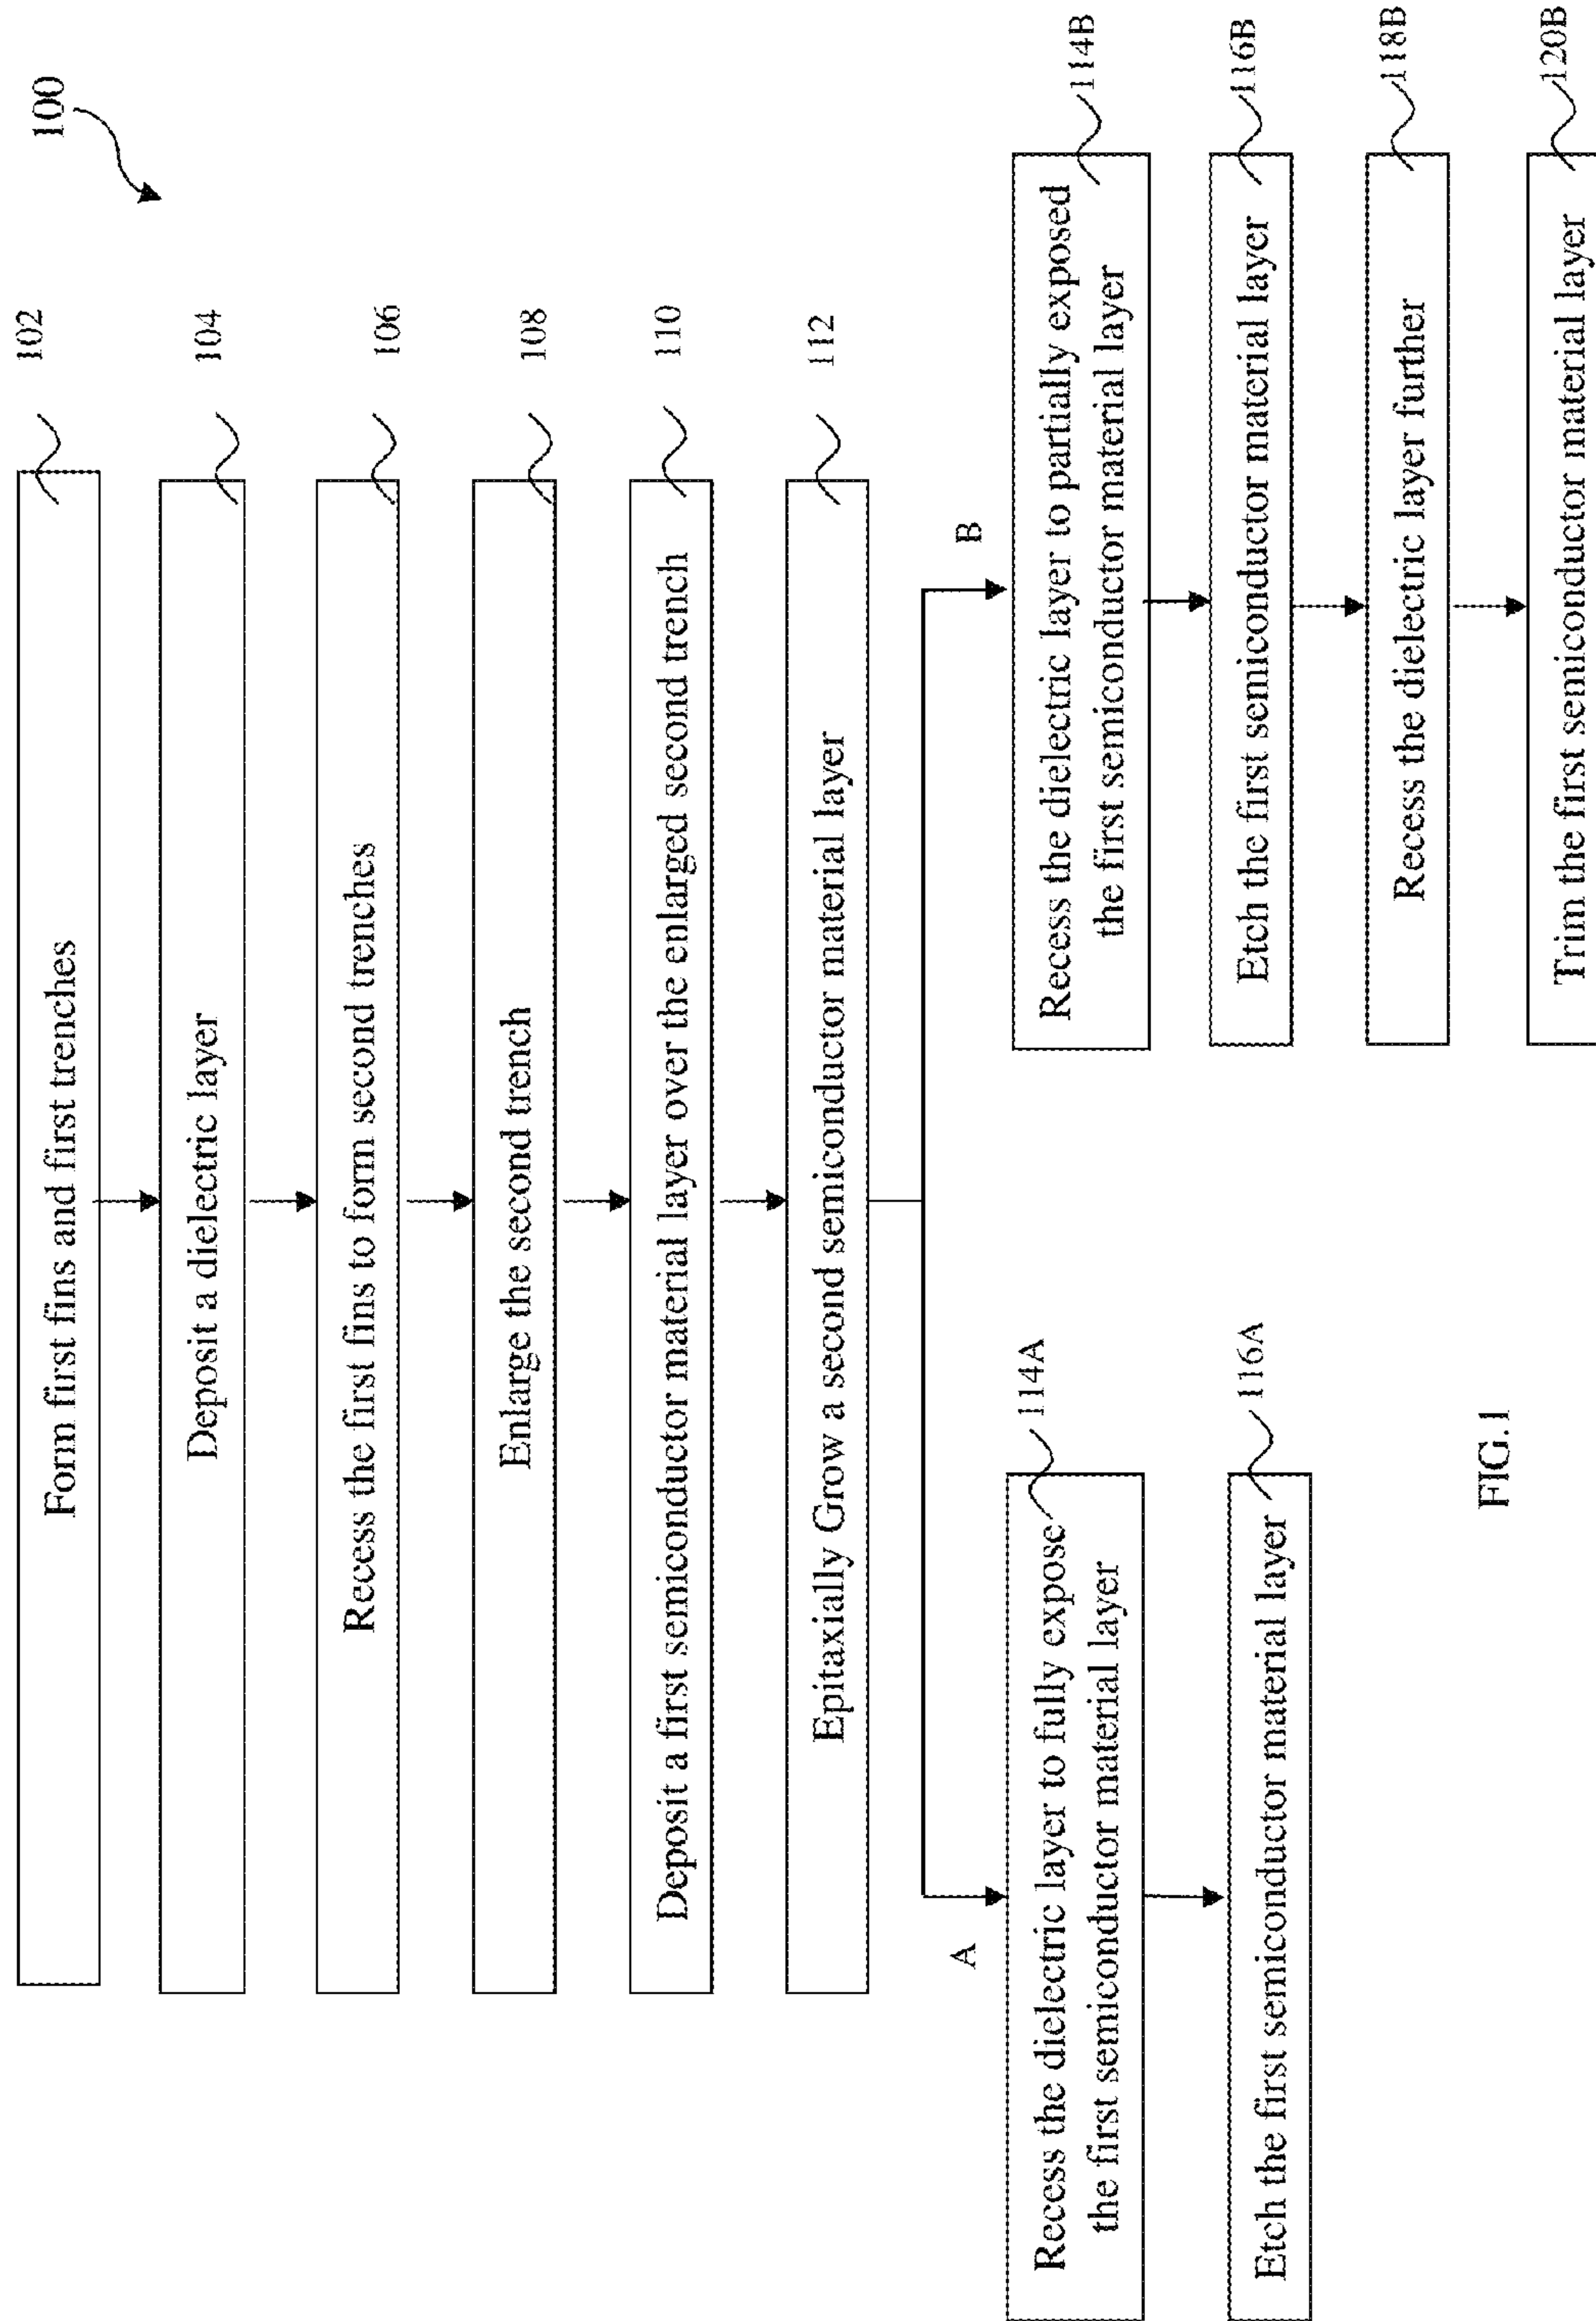 100
Form first fins and first trenches
102
Deposit a dielectric layer
104
Recess the first fins to form second trenches
106
Enlarge the second trench
108
Deposit a first semiconductor material layer over the enlarged second trench
110
Epitaxially Grow a second semiconductor material layer
112
A
B
Recess the dielectric layer to fully expose
the first semiconductor material layer
114A
Etch the first semiconductor material layer
116A
Recess the dielectric layer to partially exposed
the first semiconductor material layer
114B
Etch the first semiconductor material layer
116B
Recess the dielectric layer further
118B
Trim the first semiconductor material layer
120B
FIG.1